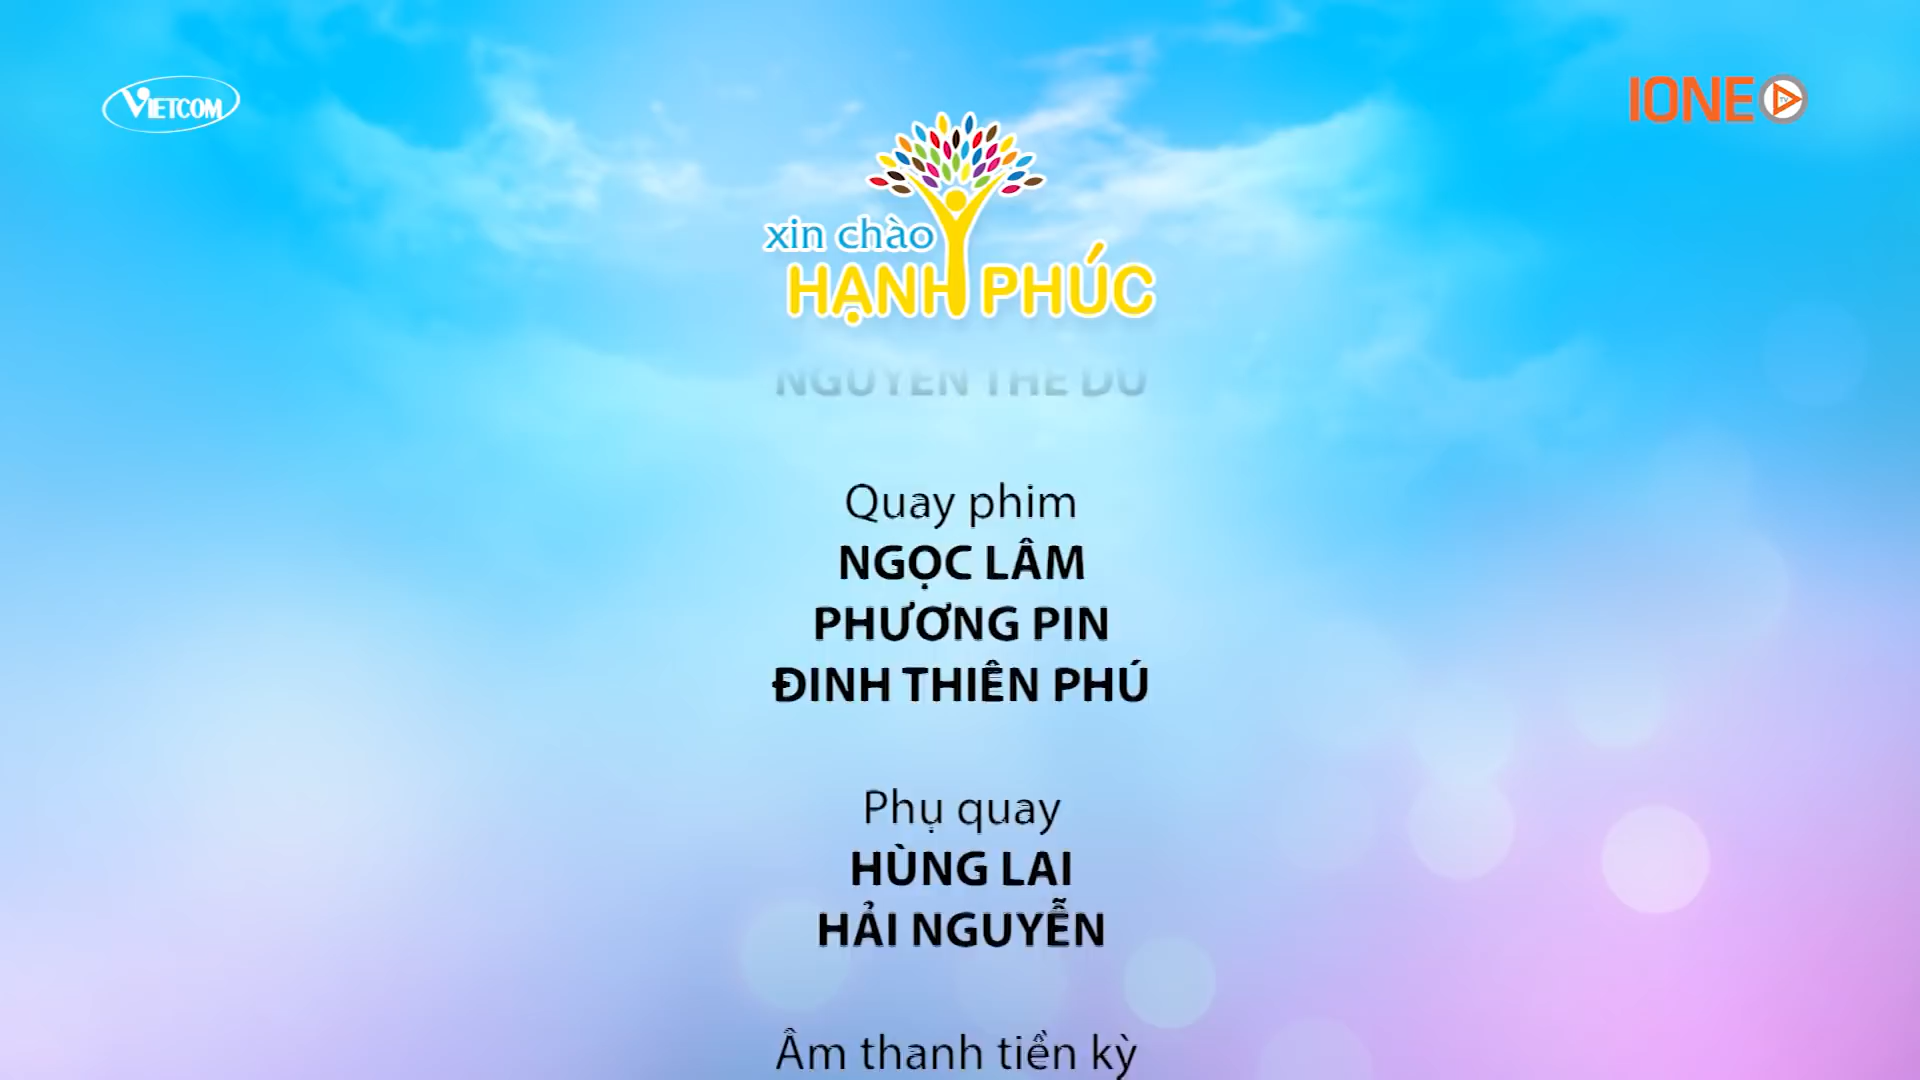 VIETCOM
IONE
TV
xin chào
HẠNH PHÚC
Quay phim
NGỌC LÂM
PHƯƠNG PIN
ĐINH THIÊN PHÚ
Phụ quay
HÙNG LAI
HẢI NGUYỄN
Âm thanh tiền kỳ